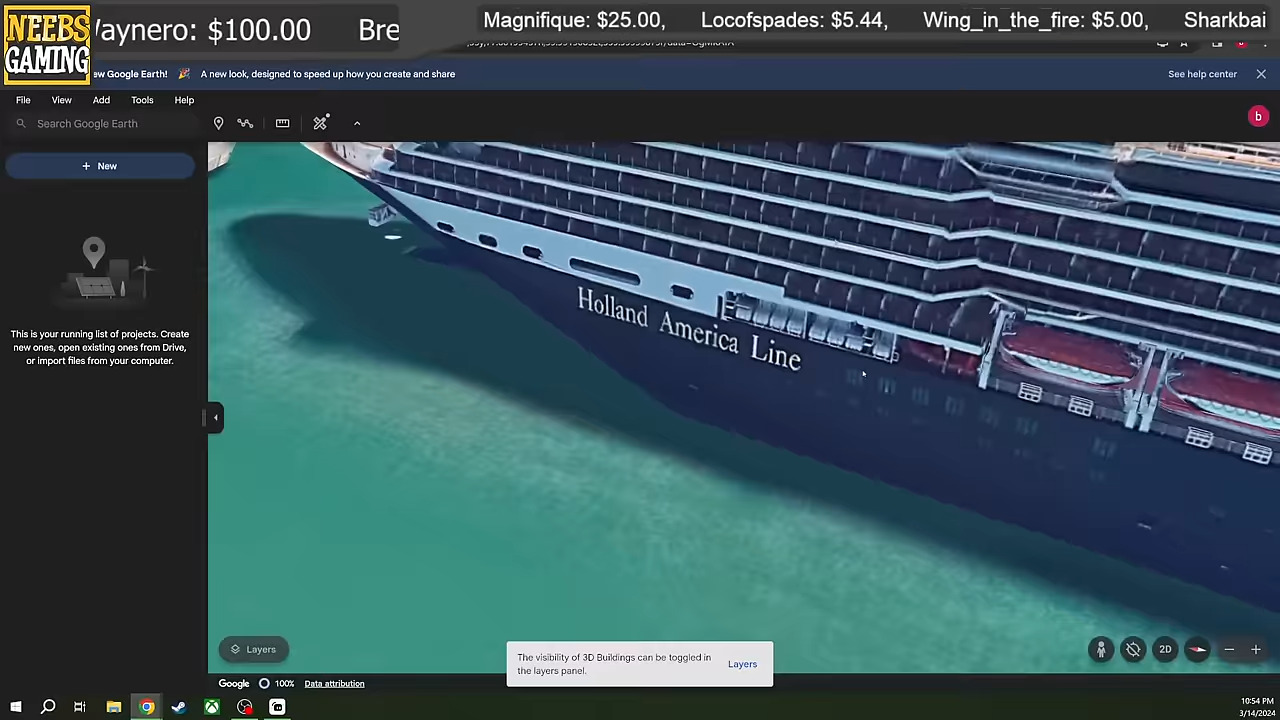 NEEBS
GAMING
Waynero: $100.00 Bre
Magnifique: $25.00, Locofspades: $5.44, Wing_in_the_fire: $5.00, Sharkbai
ew Google Earth! 🎉 A new look, designed to speed up how you create and share
See help center
File View Add Tools Help
Search Google Earth
b
+ New
This is your running list of projects. Create
new ones, open existing ones from Drive,
or import files from your computer.
Holland America Line
Layers
The visibility of 3D Buildings can be toggled in
the layers panel.
Layers
2D
Google 100% Data attribution
10:54 PM
3/14/2024